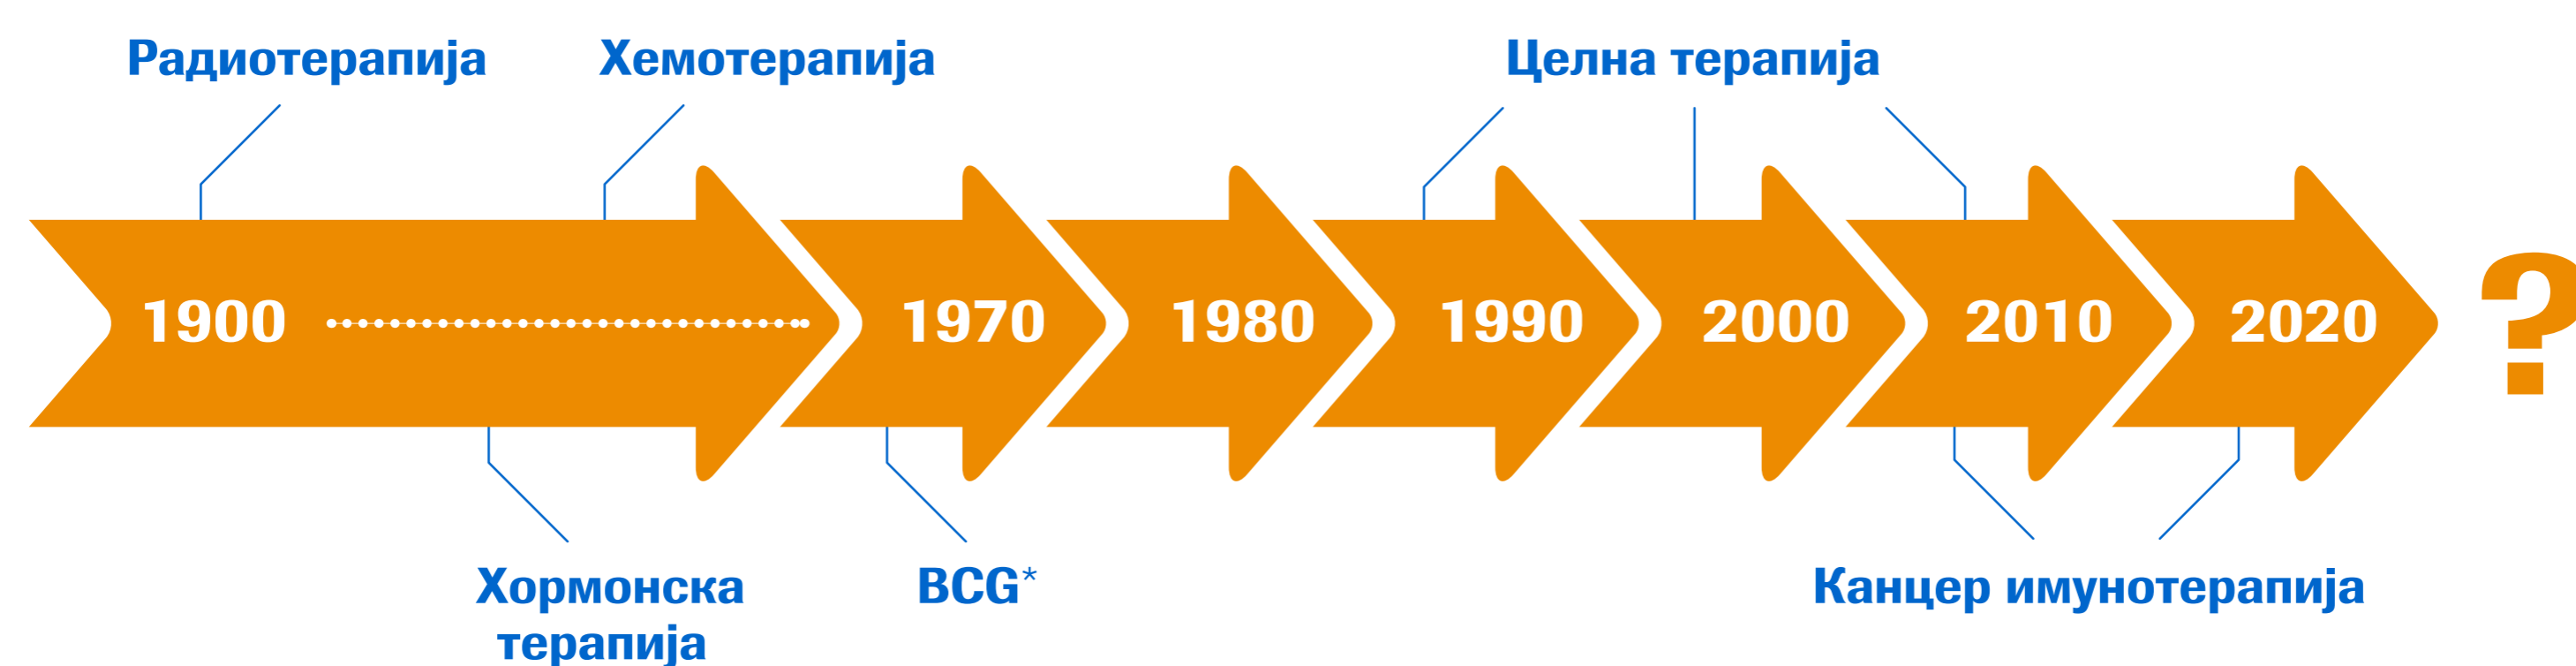 Радиотерапија
Хемотерапија
Целна терапија
1900
1970
1980
1990
2000
2010
2020
?
Хормонска
терапија
BCG*
Канцер имунотерапија